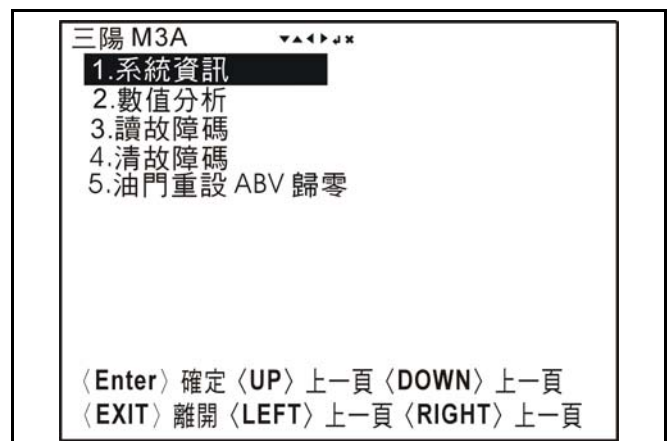 三陽 M3A ▼▲◀▶↲✖
1.系統資訊
2.數值分析
3.讀故障碼
4.清故障碼
5.油門重設 ABV 歸零
〈Enter〉確定〈UP〉上一頁〈DOWN〉上一頁
〈EXIT〉離開〈LEFT〉上一頁〈RIGHT〉上一頁